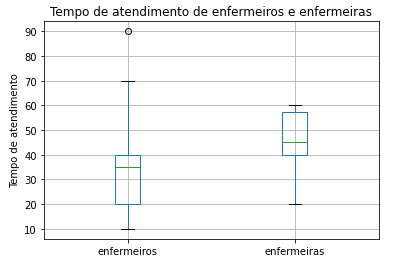 Tempo de atendimento de enfermeiros e enfermeiras
Tempo de atendimento
90
80
70
60
50
40
30
20
10
enfermeiros
enfermeiras